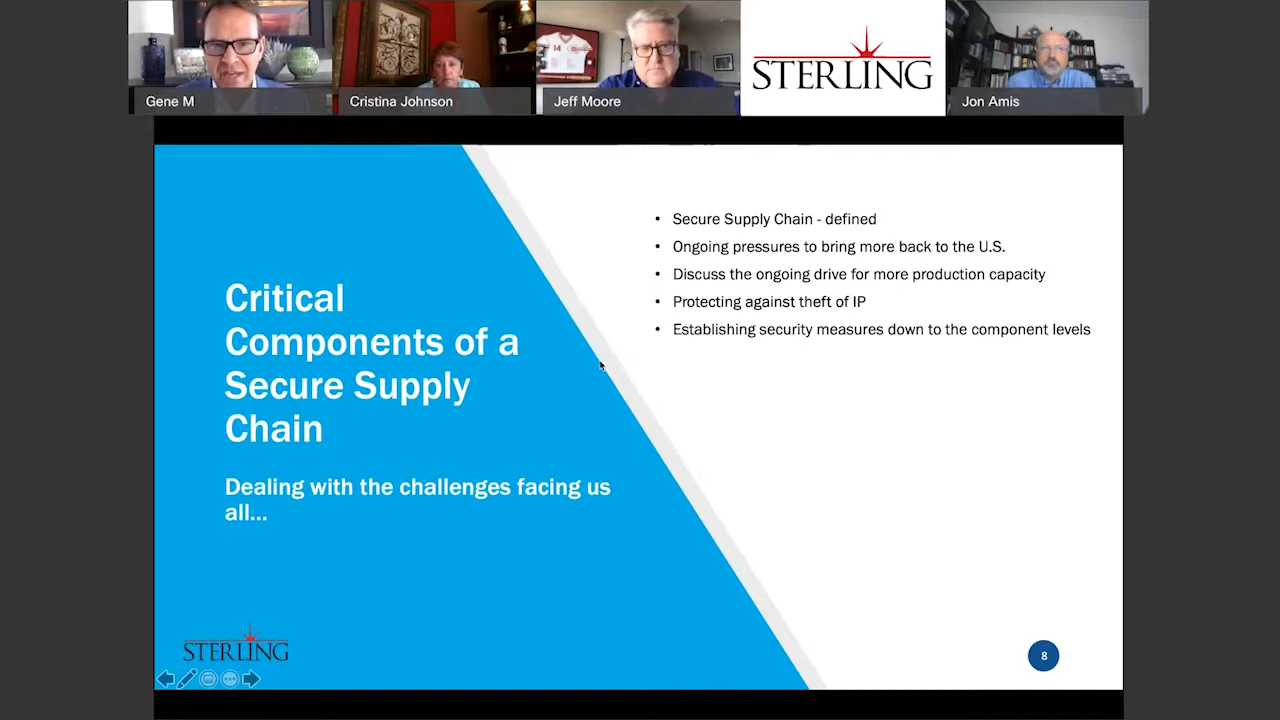 STERLING
Gene M
Cristina Johnson
Jeff Moore
Jon Amis
14
Critical
Components of a
Secure Supply
Chain
Dealing with the challenges facing us
all...
• Secure Supply Chain - defined
• Ongoing pressures to bring more back to the U.S.
• Discuss the ongoing drive for more production capacity
• Protecting against theft of IP
• Establishing security measures down to the component levels
STERLING
8